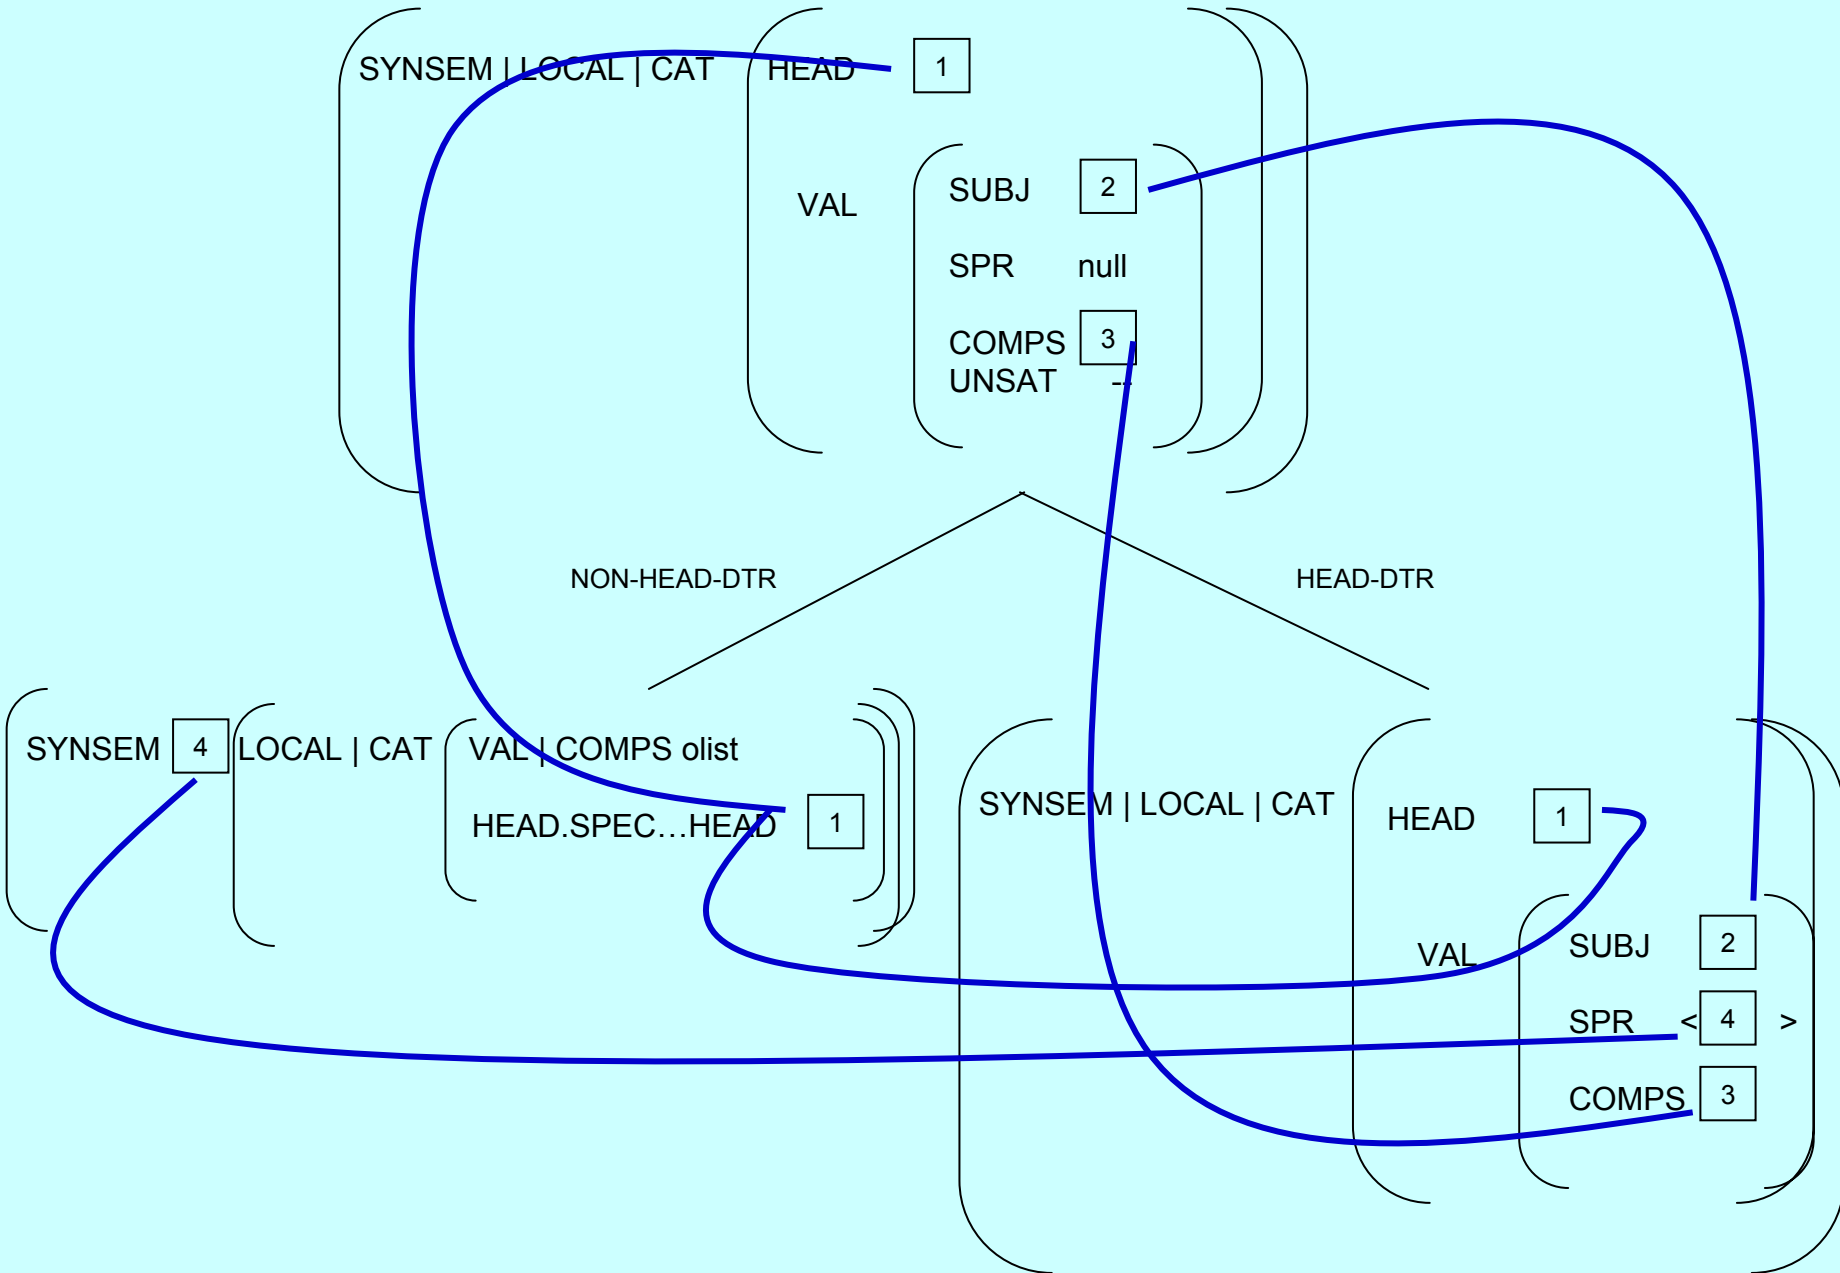 SYNSEM | LOCAL | CAT HEAD 1
VAL SUBJ 2
SPR null
COMPS 3
UNSAT --
NON-HEAD-DTR HEAD-DTR
SYNSEM 4 LOCAL | CAT VAL | COMPS olist
HEAD.SPEC…HEAD 1
SYNSEM | LOCAL | CAT HEAD 1
VAL SUBJ 2
SPR < 4 >
COMPS 3